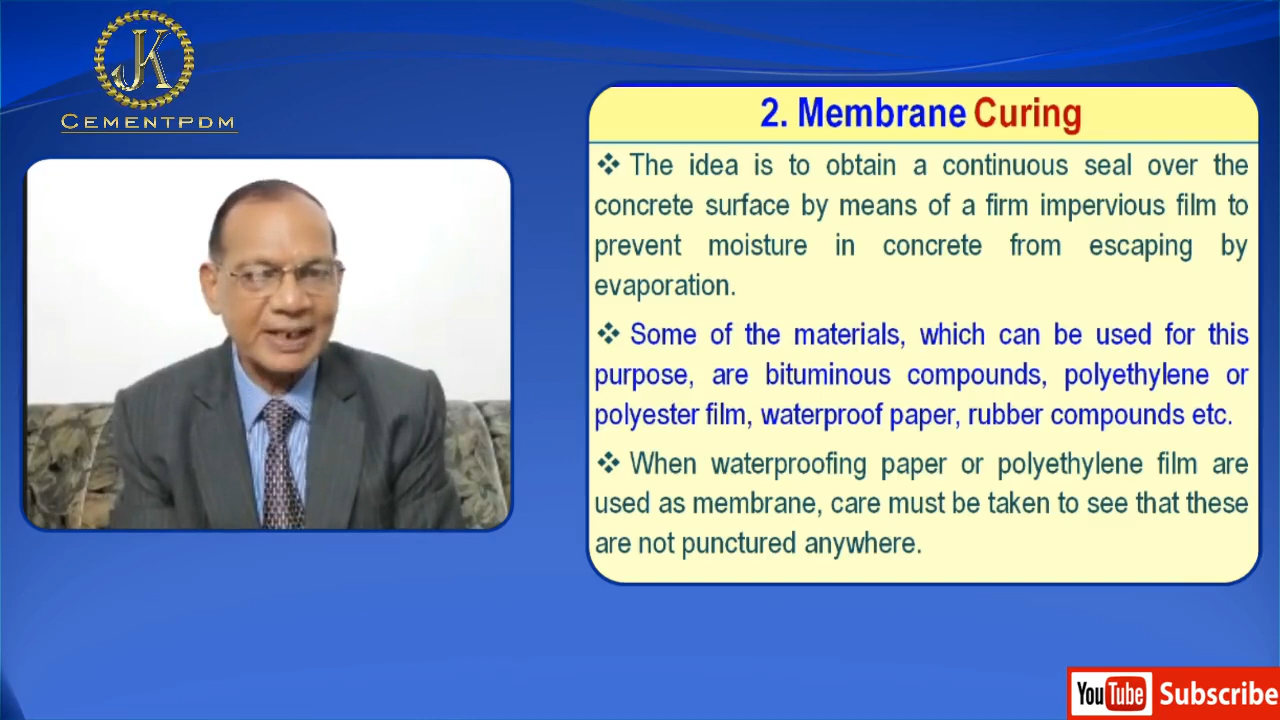 JK
CEMENTPDM
2. Membrane Curing
❖ The idea is to obtain a continuous seal over the
concrete surface by means of a firm impervious film to
prevent moisture in concrete from escaping by
evaporation.
❖ Some of the materials, which can be used for this
purpose, are bituminous compounds, polyethylene or
polyester film, waterproof paper, rubber compounds etc.
❖ When waterproofing paper or polyethylene film are
used as membrane, care must be taken to see that these
are not punctured anywhere.
YouTube Subscribe